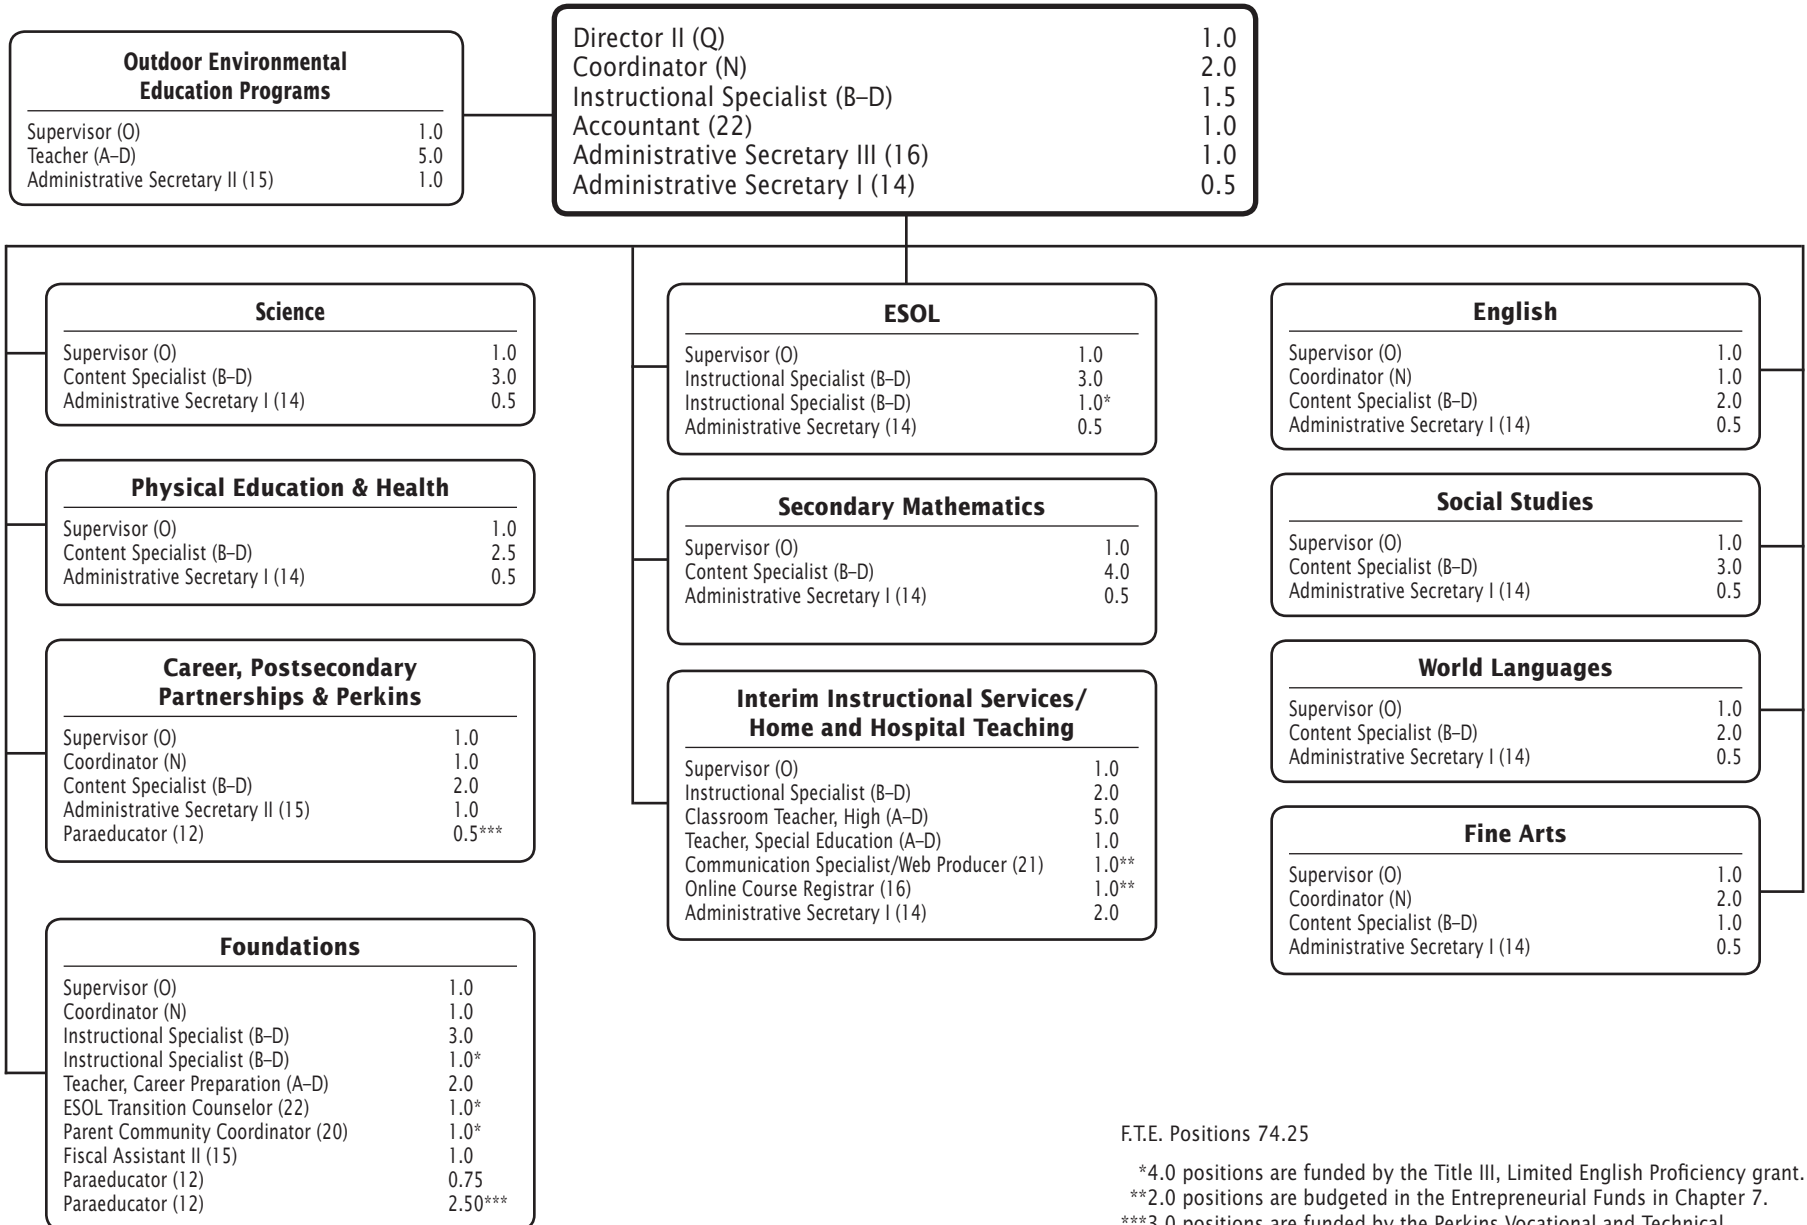 Outdoor Environmental
Education Programs
Supervisor (O) 1.0
Teacher (A–D) 5.0
Administrative Secretary II (15) 1.0
Director II (Q) 1.0
Coordinator (N) 2.0
Instructional Specialist (B–D) 1.5
Accountant (22) 1.0
Administrative Secretary III (16) 1.0
Administrative Secretary I (14) 0.5
Science
Supervisor (O) 1.0
Content Specialist (B–D) 3.0
Administrative Secretary I (14) 0.5
Physical Education & Health
Supervisor (O) 1.0
Content Specialist (B–D) 2.5
Administrative Secretary I (14) 0.5
Career, Postsecondary
Partnerships & Perkins
Supervisor (O) 1.0
Coordinator (N) 1.0
Content Specialist (B–D) 2.0
Administrative Secretary II (15) 1.0
Paraeducator (12) 0.5***
Foundations
Supervisor (O) 1.0
Coordinator (N) 1.0
Instructional Specialist (B–D) 3.0
Instructional Specialist (B–D) 1.0*
Teacher, Career Preparation (A–D) 2.0
ESOL Transition Counselor (22) 1.0*
Parent Community Coordinator (20) 1.0*
Fiscal Assistant II (15) 1.0
Paraeducator (12) 0.75
Paraeducator (12) 2.50***
ESOL
Supervisor (O) 1.0
Instructional Specialist (B–D) 3.0
Instructional Specialist (B–D) 1.0*
Administrative Secretary (14) 0.5
Secondary Mathematics
Supervisor (O) 1.0
Content Specialist (B–D) 4.0
Administrative Secretary I (14) 0.5
Interim Instructional Services/
Home and Hospital Teaching
Supervisor (O) 1.0
Instructional Specialist (B–D) 2.0
Classroom Teacher, High (A–D) 5.0
Teacher, Special Education (A–D) 1.0
Communication Specialist/Web Producer (21) 1.0**
Online Course Registrar (16) 1.0**
Administrative Secretary I (14) 2.0
English
Supervisor (O) 1.0
Coordinator (N) 1.0
Content Specialist (B–D) 2.0
Administrative Secretary I (14) 0.5
Social Studies
Supervisor (O) 1.0
Content Specialist (B–D) 3.0
Administrative Secretary I (14) 0.5
World Languages
Supervisor (O) 1.0
Content Specialist (B–D) 2.0
Administrative Secretary I (14) 0.5
Fine Arts
Supervisor (O) 1.0
Coordinator (N) 2.0
Content Specialist (B–D) 1.0
Administrative Secretary I (14) 0.5
F.T.E. Positions 74.25
*4.0 positions are funded by the Title III, Limited English Proficiency grant.
**2.0 positions are budgeted in the Entrepreneurial Funds in Chapter 7.
***3.0 positions are funded by the Perkins Vocational and Technical